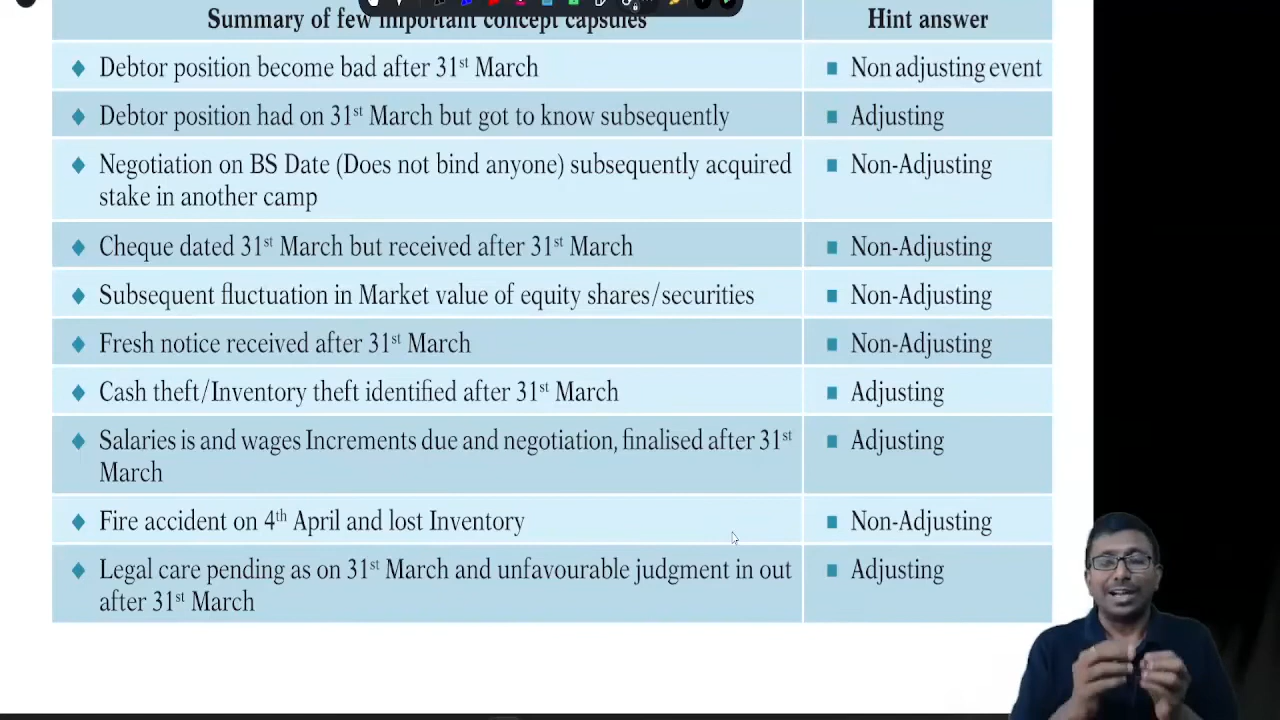 Summary of few important concept capsules
Hint answer
Debtor position become bad after 31st March
Non adjusting event
Debtor position had on 31st March but got to know subsequently
Adjusting
Negotiation on BS Date (Does not bind anyone) subsequently acquired
stake in another camp
Non-Adjusting
Cheque dated 31st March but received after 31st March
Non-Adjusting
Subsequent fluctuation in Market value of equity shares/securities
Non-Adjusting
Fresh notice received after 31st March
Non-Adjusting
Cash theft/Inventory theft identified after 31st March
Adjusting
Salaries is and wages Increments due and negotiation, finalised after 31st
March
Adjusting
Fire accident on 4th April and lost Inventory
Non-Adjusting
Legal care pending as on 31st March and unfavourable judgment in out
after 31st March
Adjusting